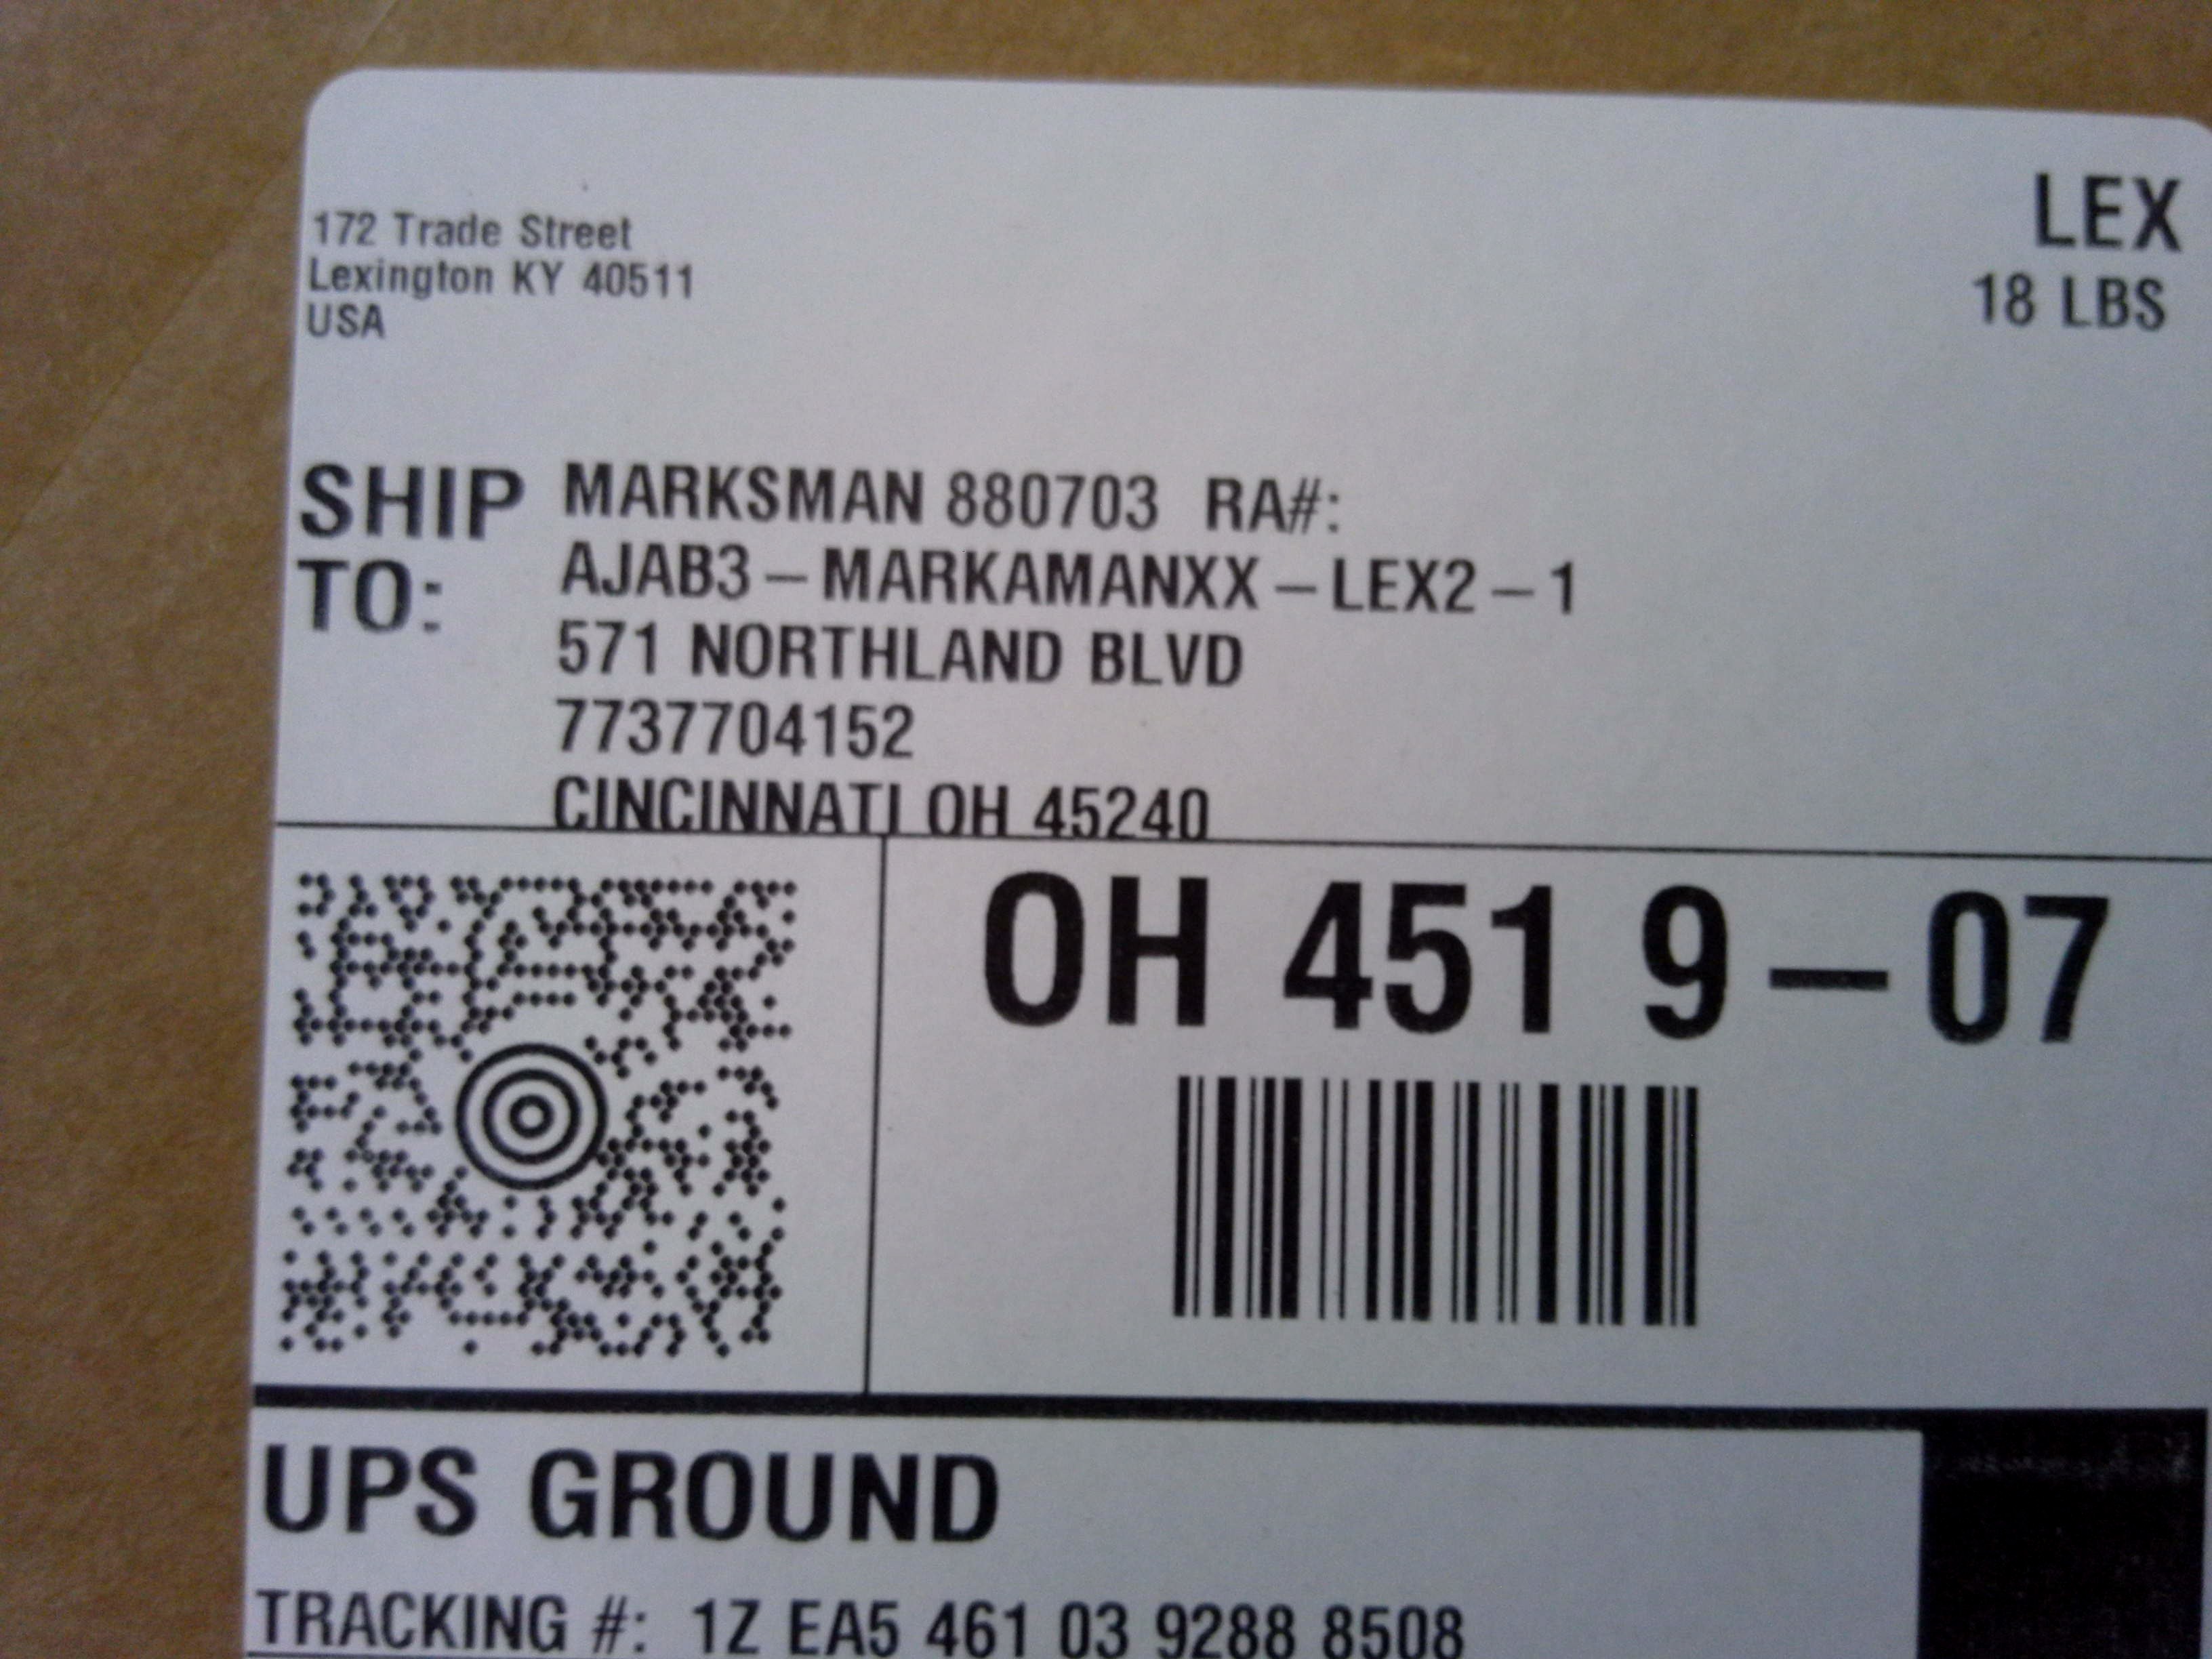 172 Trade Street
Lexington KY 40511
USA
LEX
18 LBS
SHIP TO:
MARKSMAN 880703 RA#:
AJAB3-MARKAMANXX-LEX2-1
571 NORTHLAND BLVD
7737704152
CINCINNATI OH 45240
OH 451 9-07
UPS GROUND
TRACKING #: 1Z EA5 461 03 9288 8508